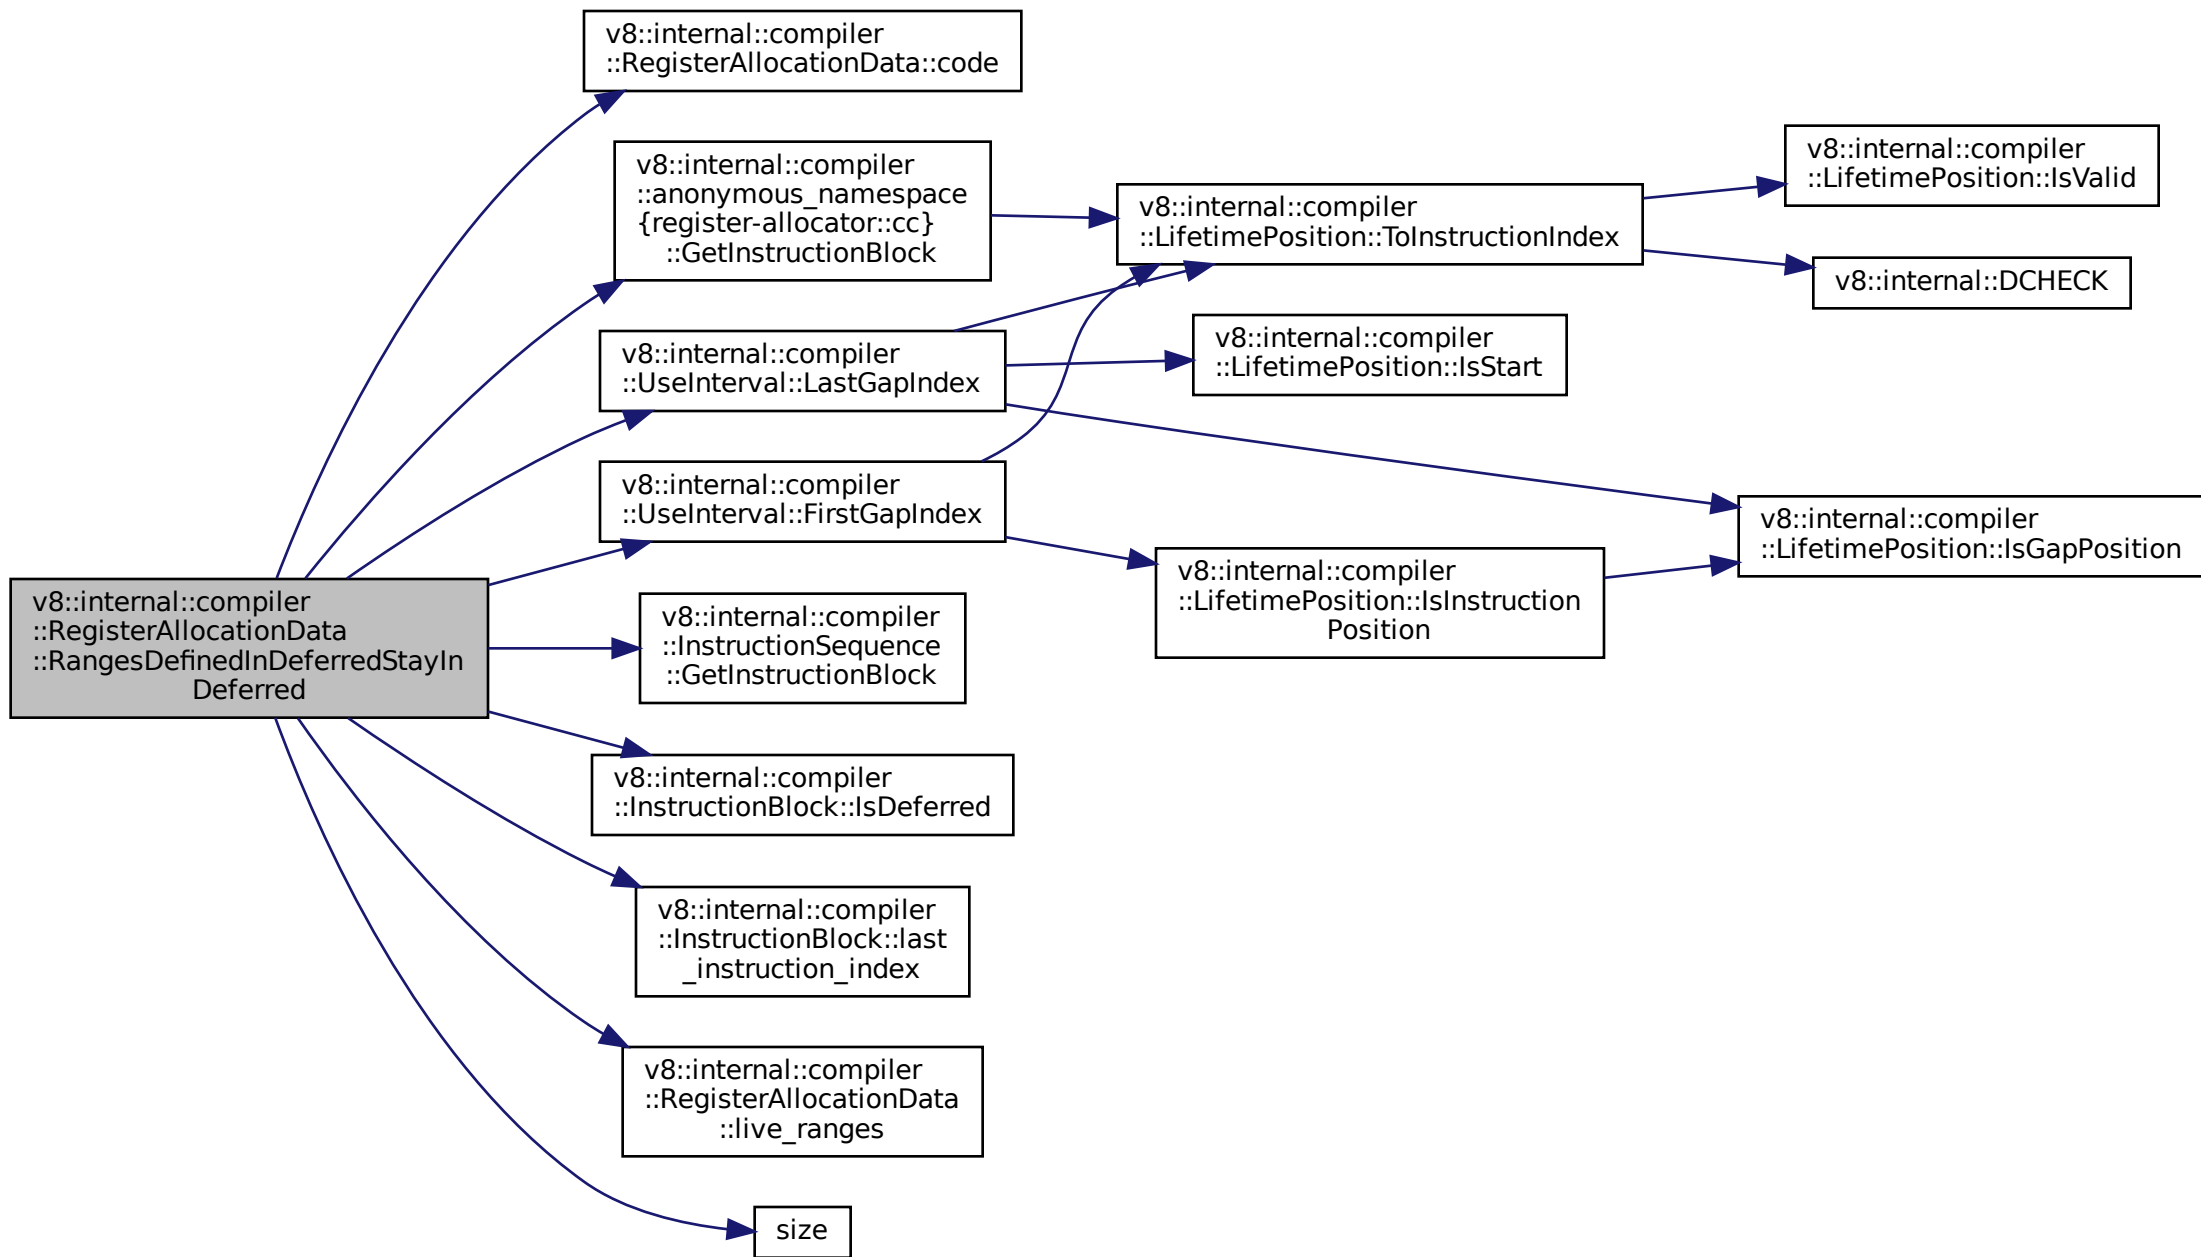 v8::internal::compiler
::RegisterAllocationData
::RangesDefinedInDeferredStayIn
Deferred
v8::internal::compiler
::RegisterAllocationData::code
v8::internal::compiler
::anonymous_namespace
{register-allocator::cc}
::GetInstructionBlock
v8::internal::compiler
::UseInterval::LastGapIndex
v8::internal::compiler
::UseInterval::FirstGapIndex
v8::internal::compiler
::InstructionSequence
::GetInstructionBlock
v8::internal::compiler
::InstructionBlock::IsDeferred
v8::internal::compiler
::InstructionBlock::last
_instruction_index
v8::internal::compiler
::RegisterAllocationData
::live_ranges
size
v8::internal::compiler
::LifetimePosition::ToInstructionIndex
v8::internal::compiler
::LifetimePosition::IsStart
v8::internal::compiler
::LifetimePosition::IsInstruction
Position
v8::internal::compiler
::LifetimePosition::IsValid
v8::internal::DCHECK
v8::internal::compiler
::LifetimePosition::IsGapPosition